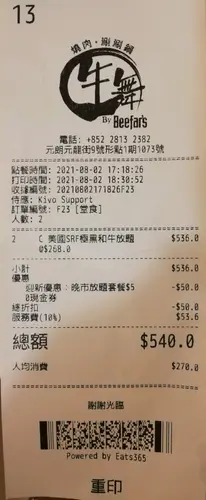 13
燒肉·涮涮鍋
牛舞
By Beefar's
電話: +852 2813 2382
元朗元龍街9號形點1期1073號
點餐時間: 2021-08-02 17:18:26
打印時間: 2021-08-02 18:30:52
收據編號: 20210802171826F23
侍應: Kivo Support
訂單編號: F23 [堂食]
人數: 2
2 C 美國SRF極黑和牛放題 $536.0
@$268.0
小計 $536.0
優惠
迎新優惠：晚市放題套餐$5 -$50.0
0現金券
總折扣 -$50.0
服務費(10%) $53.6
總額 $540.0
人均消費 $270.0
謝謝光臨
Powered by Eats365
重印